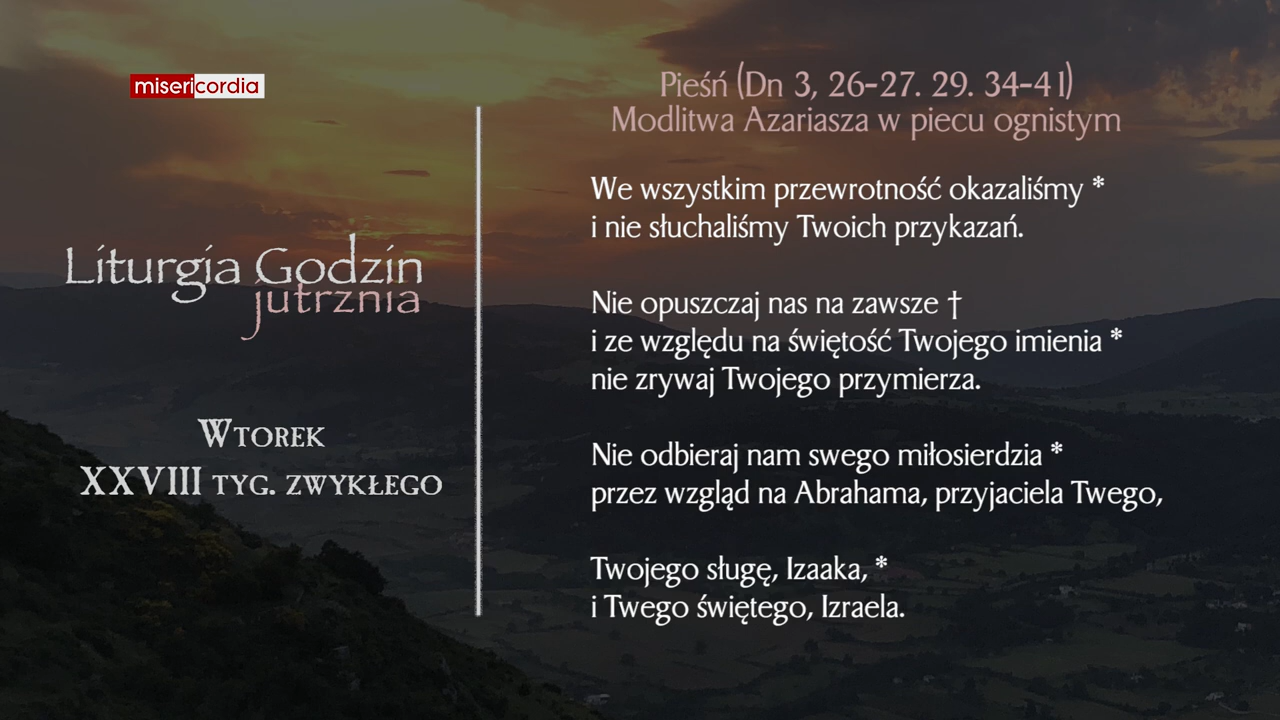 misericordia
Liturgia Godzin
jutrznia
Wtorek
XXVIII tyg. zwykłego
Pieśń (Dn 3, 26-27. 29. 34-41)
Modlitwa Azariasza w piecu ognistym
We wszystkim przewrotność okazaliśmy *
i nie słuchaliśmy Twoich przykazań.
Nie opuszczaj nas na zawsze †
i ze względu na świętość Twojego imienia *
nie zrywaj Twojego przymierza.
Nie odbieraj nam swego miłosierdzia *
przez wzgląd na Abrahama, przyjaciela Twego,
Twojego sługę, Izaaka, *
i Twego świętego, Izraela.